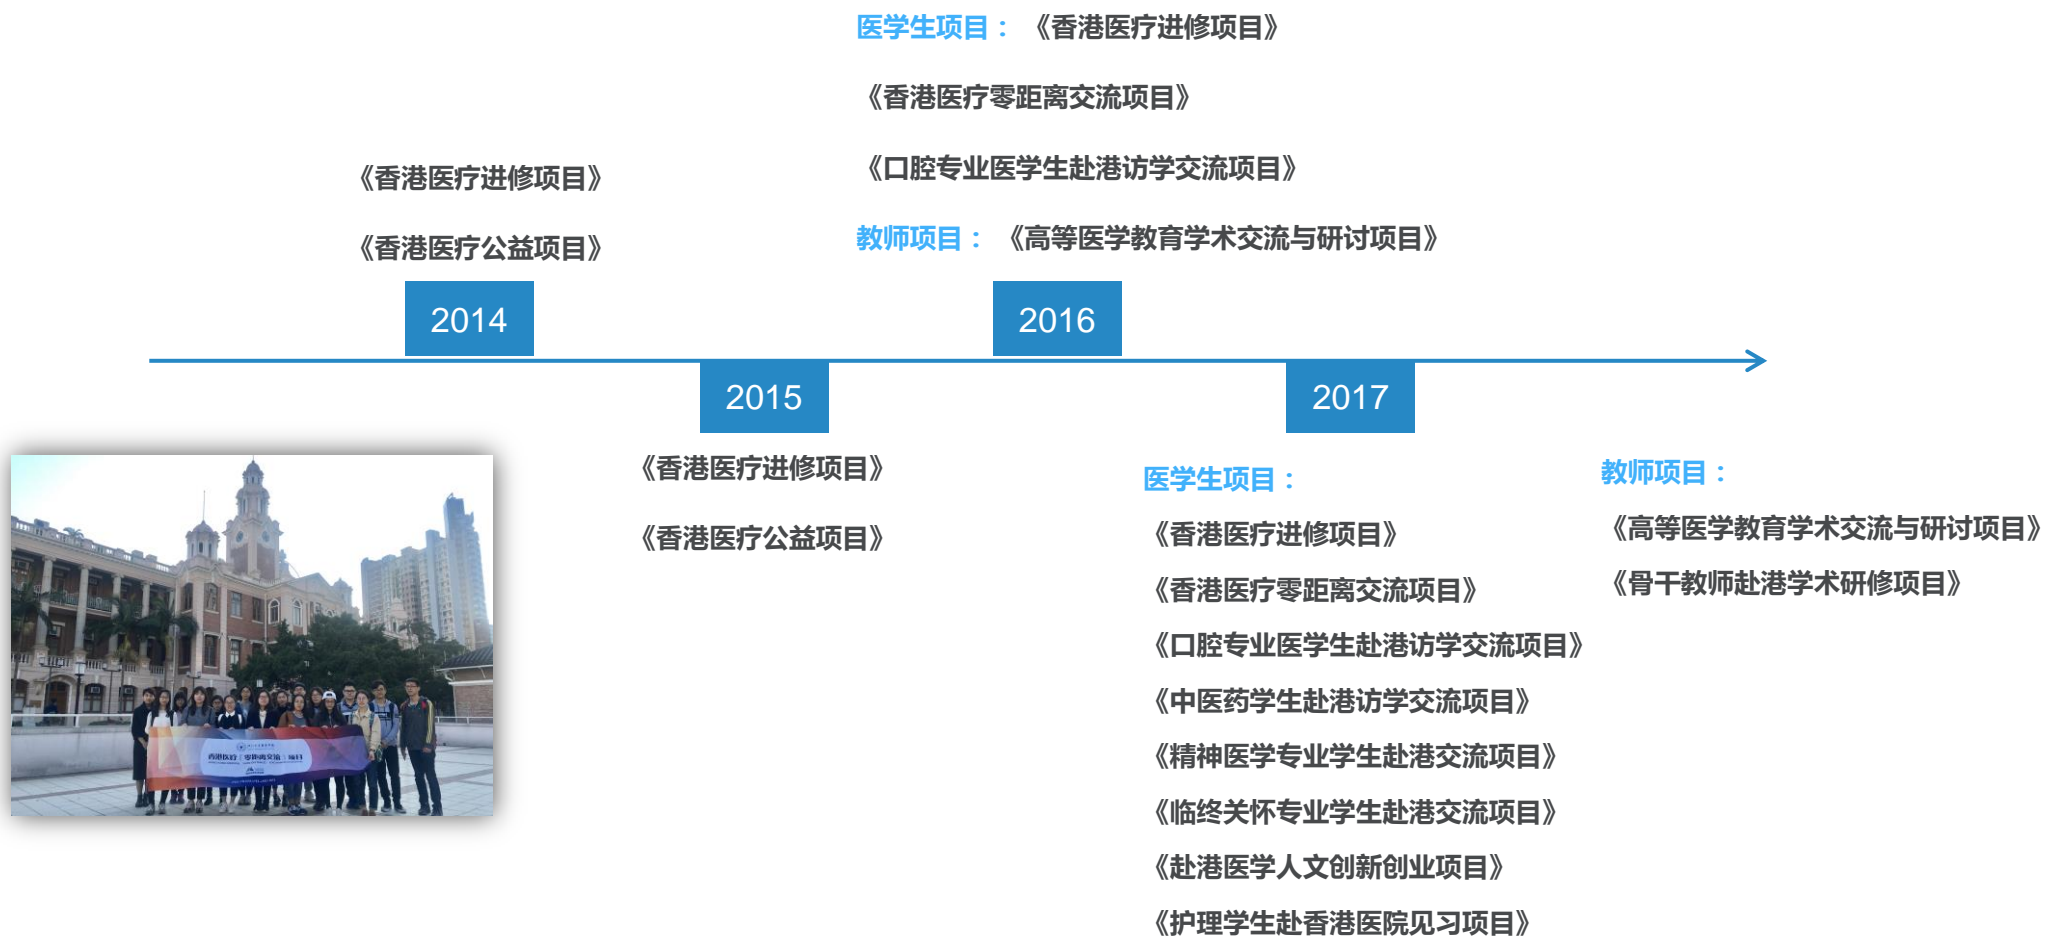 医学生项目： 《香港医疗进修项目》
《香港医疗零距离交流项目》
《口腔专业医学生赴港访学交流项目》
教师项目： 《高等医学教育学术交流与研讨项目》
《香港医疗进修项目》
《香港医疗公益项目》
2014
2016
2015
2017
《香港医疗进修项目》
《香港医疗公益项目》
医学生项目：
《香港医疗进修项目》
《香港医疗零距离交流项目》
《口腔专业医学生赴港访学交流项目》
《中医药学生赴港访学交流项目》
《精神医学专业学生赴港交流项目》
《临终关怀专业学生赴港交流项目》
《赴港医学人文创新创业项目》
《护理学生赴香港医院见习项目》
教师项目：
《高等医学教育学术交流与研讨项目》
《骨干教师赴港学术研修项目》
香港医疗《零距离交流》项目